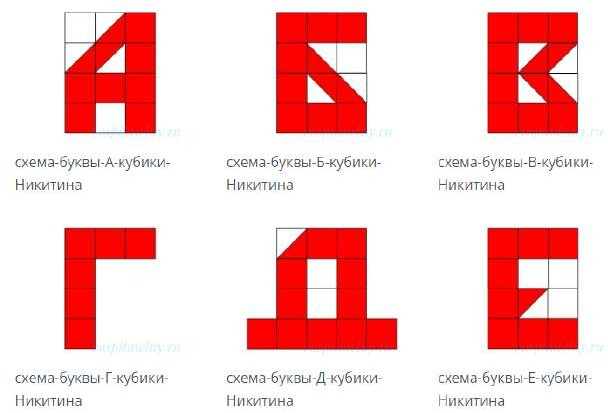 схема-буквы-А-кубики-
Никитина
схема-буквы-Б-кубики-
Никитина
схема-буквы-В-кубики-
Никитина
схема-буквы-Г-кубики-
Никитина
схема-буквы-Д-кубики-
Никитина
схема-буквы-Е-кубики-
Никитина